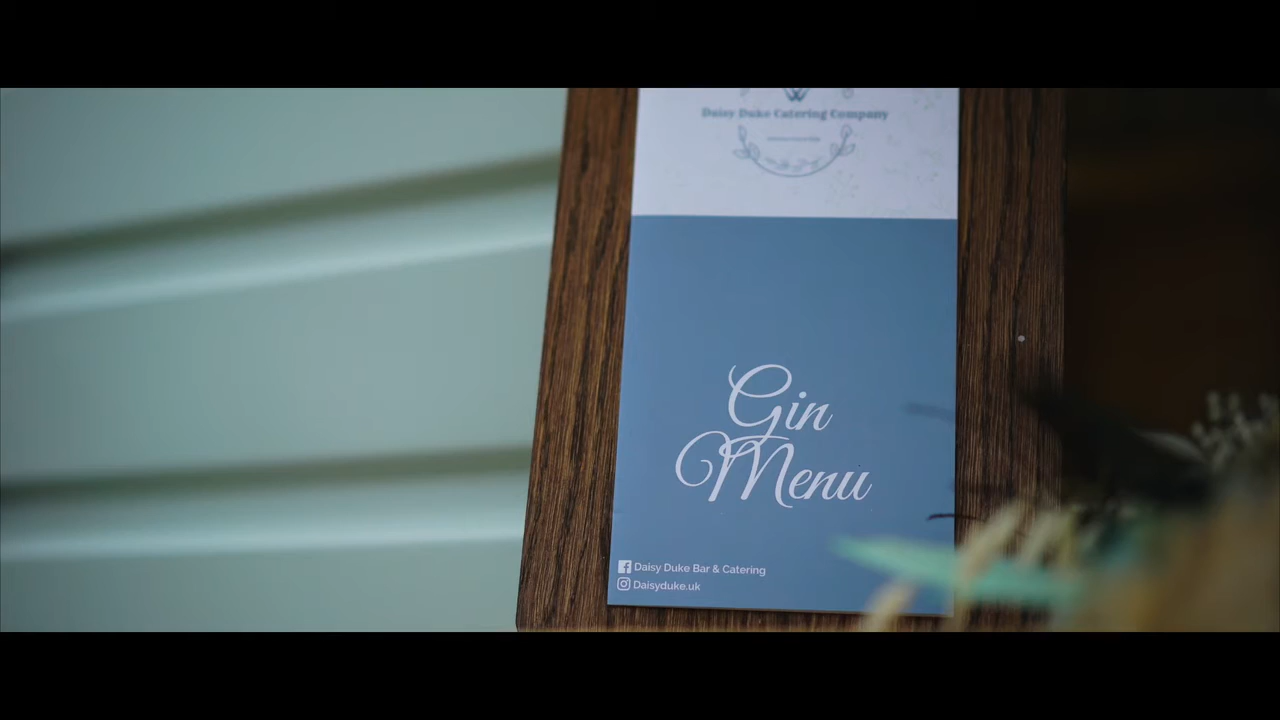 Daisy Duke Catering Company
Gin
Menu
Daisy Duke Bar & Catering
Daisyduke.uk